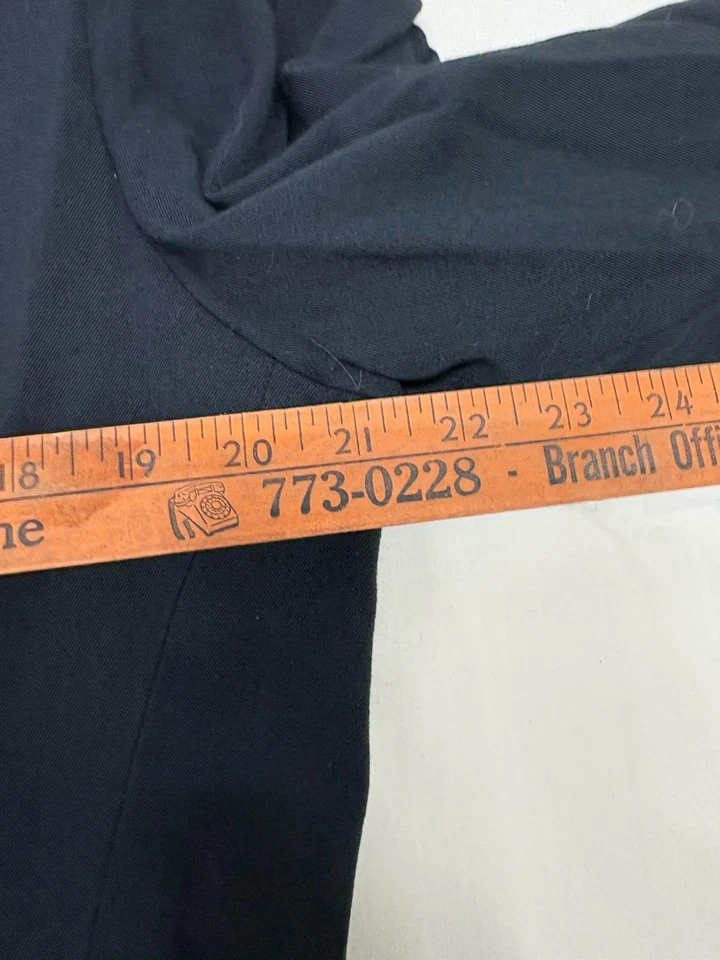 18 19 20 21 22 23 24
ne 773-0228 - Branch Offi